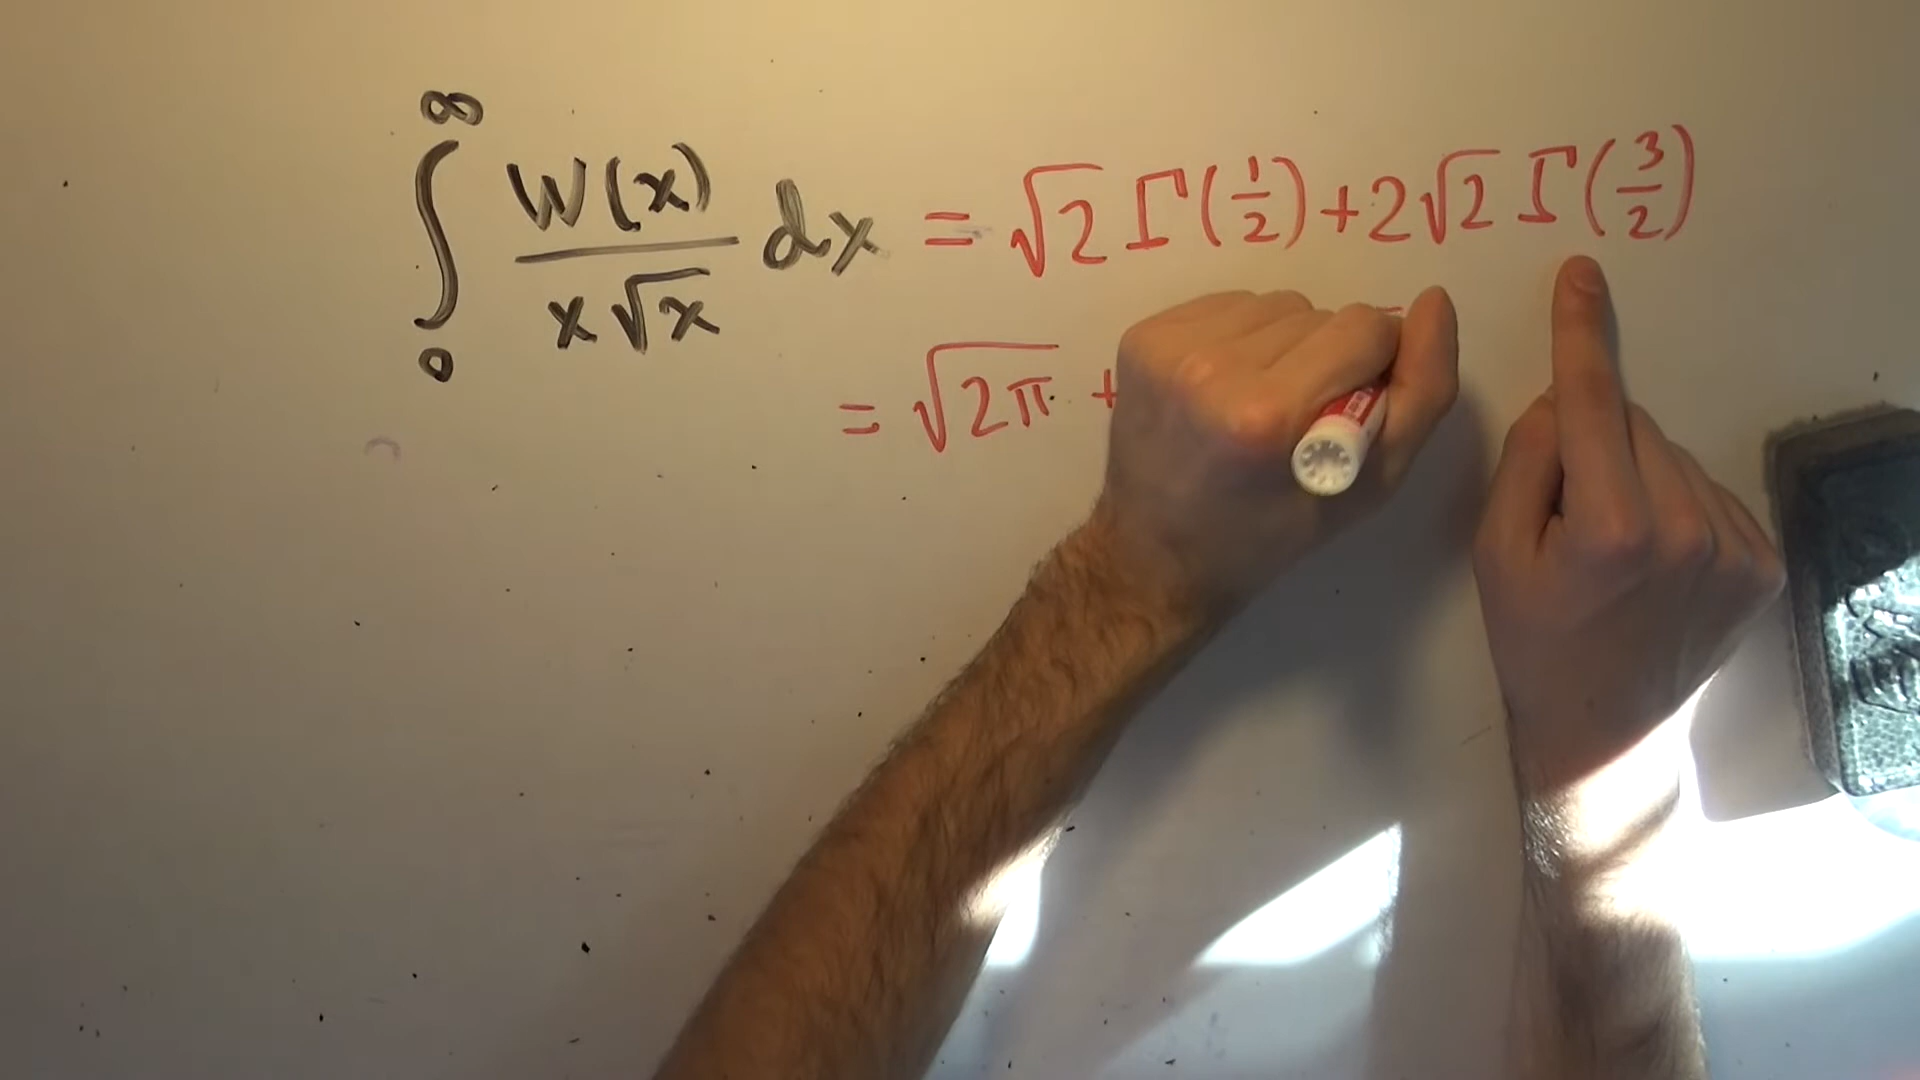 ∫₀^∞ W(x)/(x√x) dx = √2 Γ(1/2) + 2√2 Γ(3/2)
= √2π +